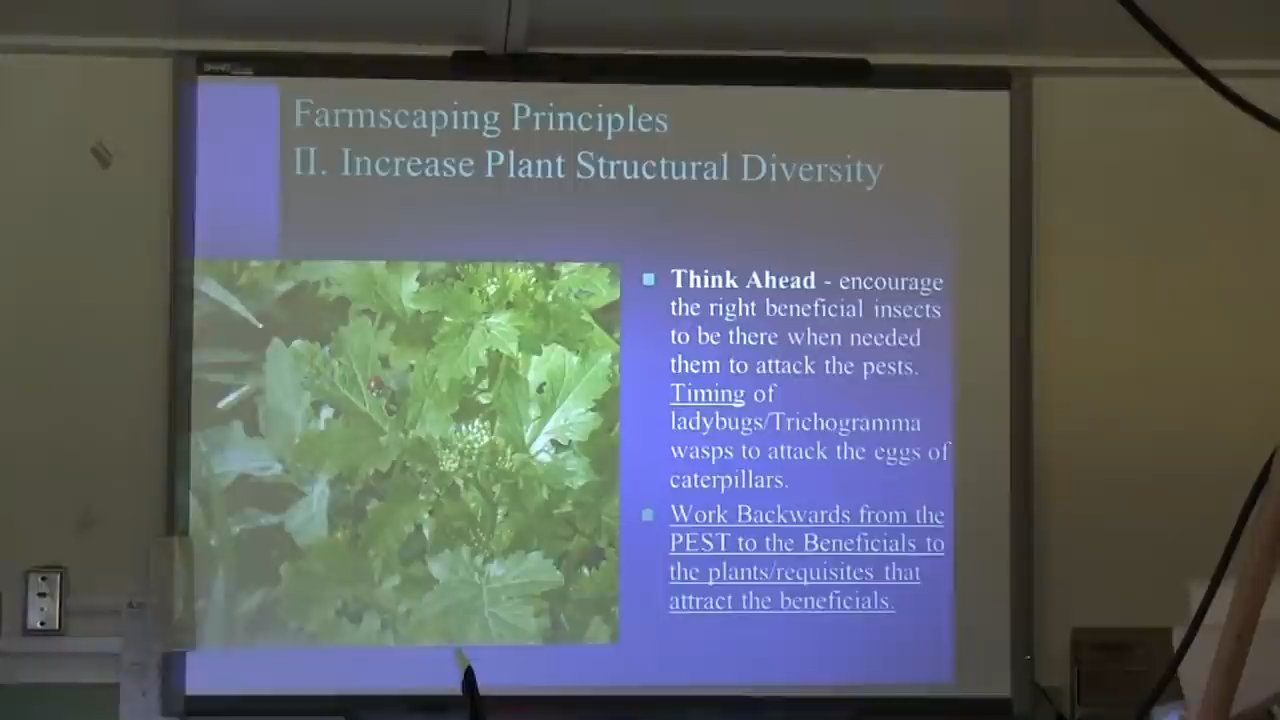 Farmscaping Principles
II. Increase Plant Structural Diversity
Think Ahead - encourage
the right beneficial insects
to be there when needed
them to attack the pests.
Timing of
ladybugs/Trichogramma
wasps to attack the eggs of
caterpillars.
Work Backwards from the
PEST to the Beneficials to
the plants/requisites that
attract the beneficials.